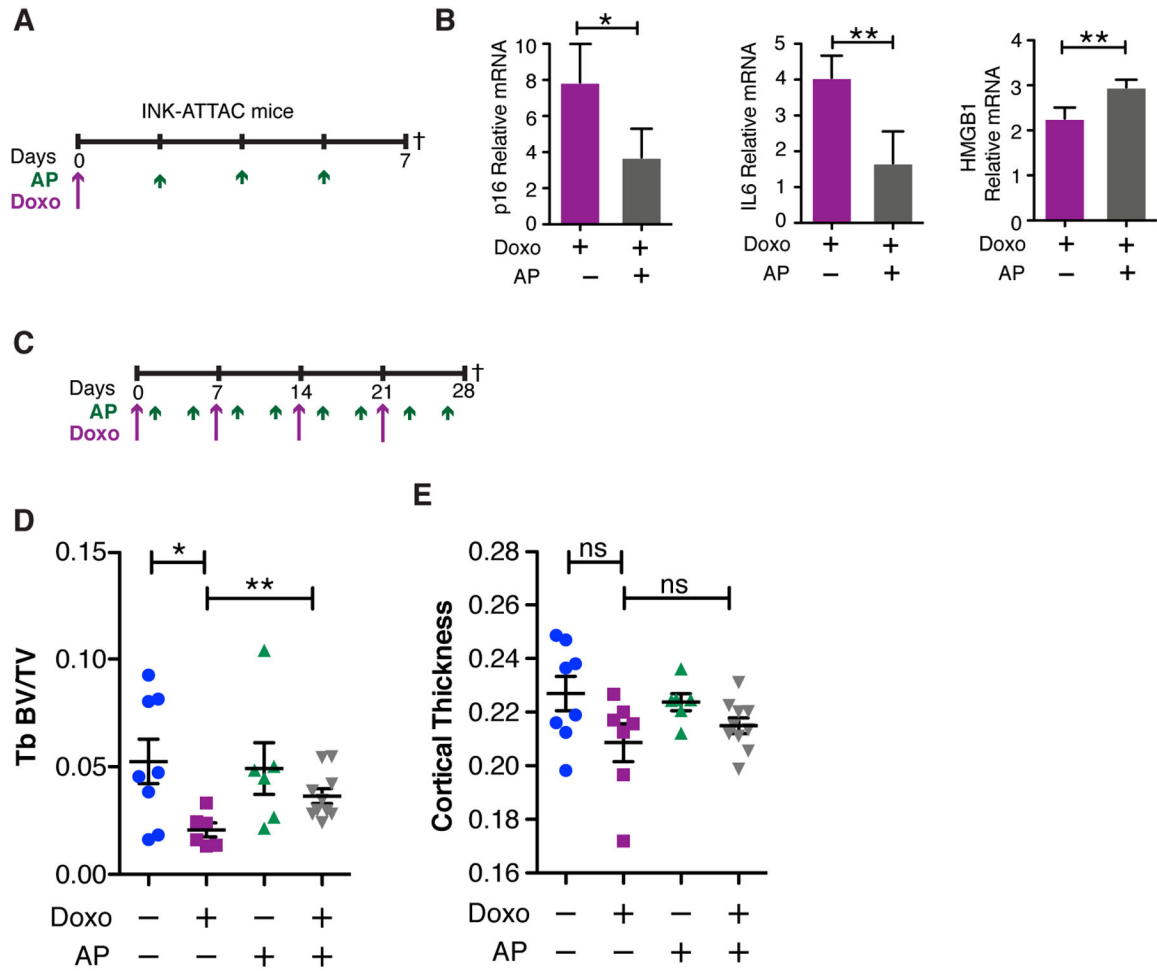 A
INK-ATTAC mice
†
Days 0 7
AP
Doxo
B
*
p16 Relative mRNA
10
8
6
4
2
0
Doxo + +
AP – +
**
IL6 Relative mRNA
5
4
3
2
1
0
Doxo + +
AP – +
**
HMGB1
Relative mRNA
4
3
2
1
0
Doxo + +
AP – +
C
†
Days 0 7 14 21 28
AP
Doxo
D
Tb BV/TV
0.15
0.10
0.05
0.00
*
**
Doxo – + – +
AP – – + +
E
Cortical Thickness
0.28
0.26
0.24
0.22
0.20
0.18
0.16
ns
ns
Doxo – + – +
AP – – + +